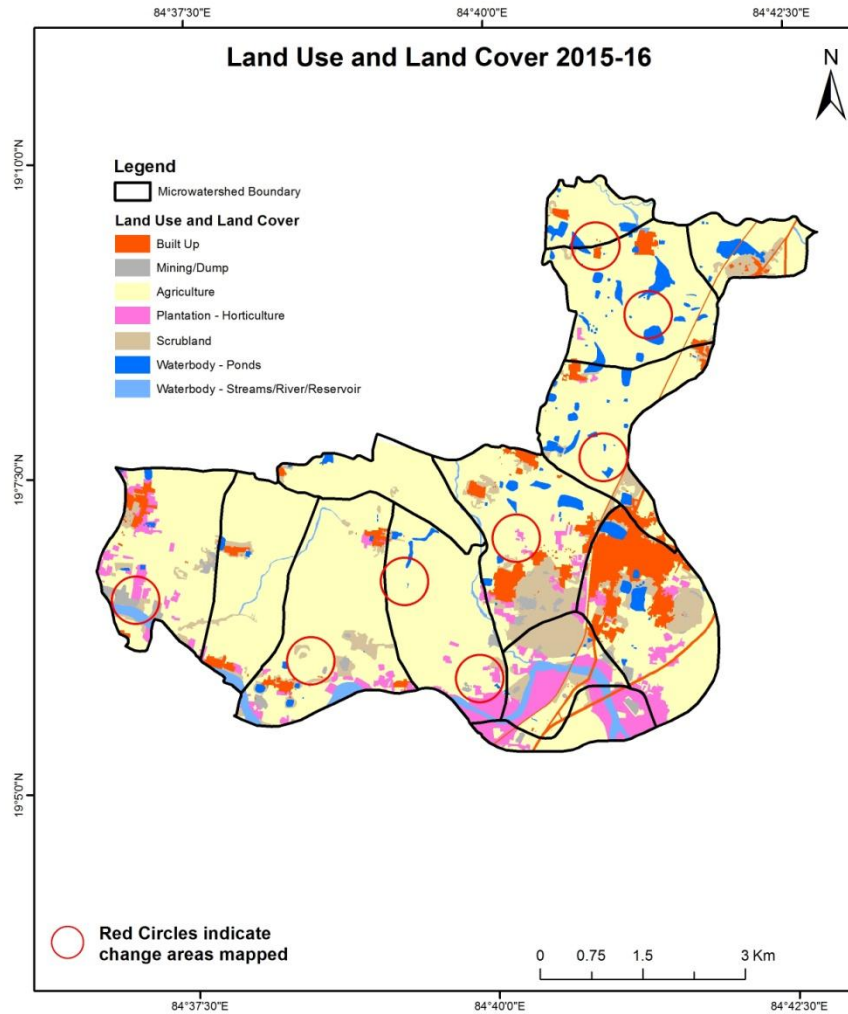 84°37'30"E
84°40'0"E
84°42'30"E
Land Use and Land Cover 2015-16
N
19°10'0"N
Legend
Microwatershed Boundary
Land Use and Land Cover
Built Up
Mining/Dump
Agriculture
Plantation - Horticulture
Scrubland
Waterbody - Ponds
Waterbody - Streams/River/Reservoir
19°7'30"N
19°5'0"N
Red Circles indicate
change areas mapped
0 0.75 1.5 3 Km
84°37'30"E
84°40'0"E
84°42'30"E